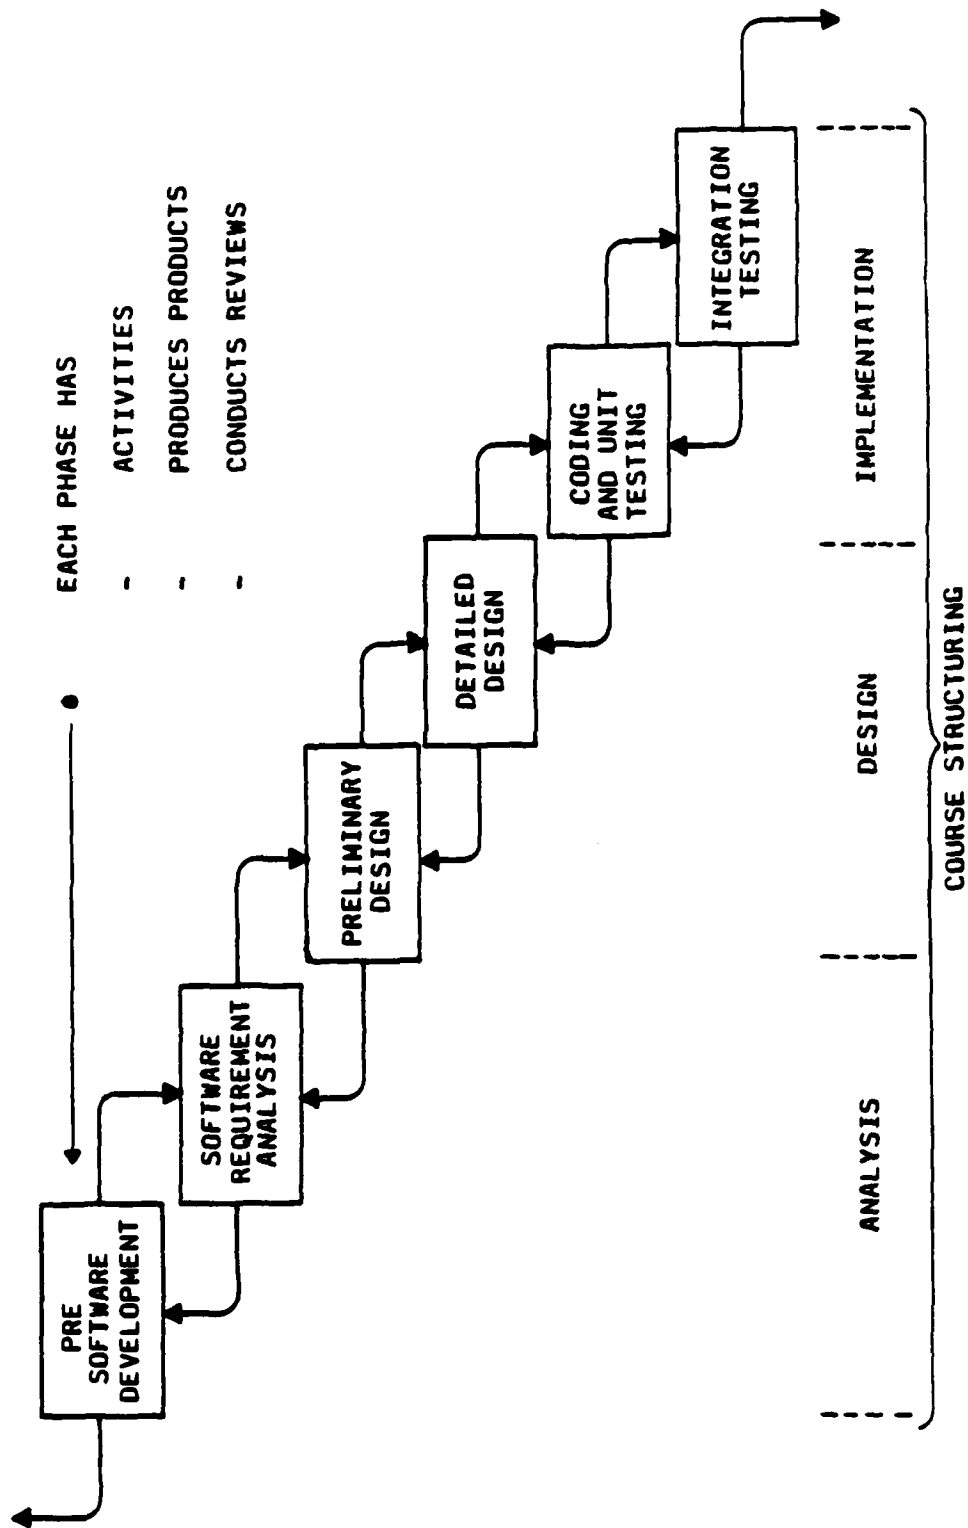 EACH PHASE HAS
- ACTIVITIES
- PRODUCES PRODUCTS
- CONDUCTS REVIEWS
PRE
SOFTWARE
DEVELOPMENT
SOFTWARE
REQUIREMENT
ANALYSIS
PRELIMINARY
DESIGN
DETAILED
DESIGN
CODING
AND UNIT
TESTING
INTEGRATION
TESTING
ANALYSIS
DESIGN
IMPLEMENTATION
COURSE STRUCTURING